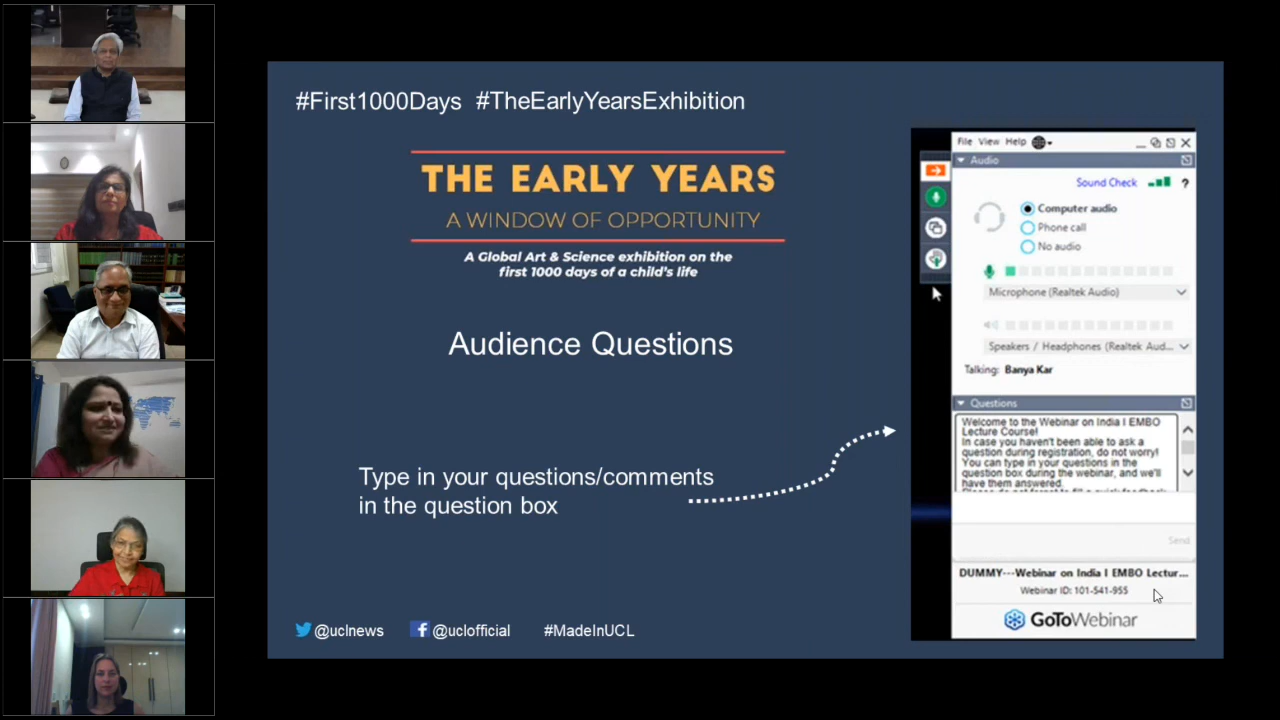 #First1000Days #TheEarlyYearsExhibition
THE EARLY YEARS
A WINDOW OF OPPORTUNITY
A Global Art & Science exhibition on the
first 1000 days of a child's life
Audience Questions
Type in your questions/comments
in the question box
@uclnews @uclofficial #MadeInUCL
File View Help
Audio
Sound Check ?
Computer audio
Phone call
No audio
Microphone (Realtek Audio)
Speakers / Headphones (Realtek Aud...
Talking: Banya Kar
Questions
Welcome to the Webinar on India I EMBO
Lecture Course!
In case you haven't been able to ask a
question during registration, do not worry!
You can type in your questions in the
question box during the webinar, and we'll
have them answered.
Send
DUMMY---Webinar on India I EMBO Lectur...
Webinar ID: 101-541-955
GoToWebinar